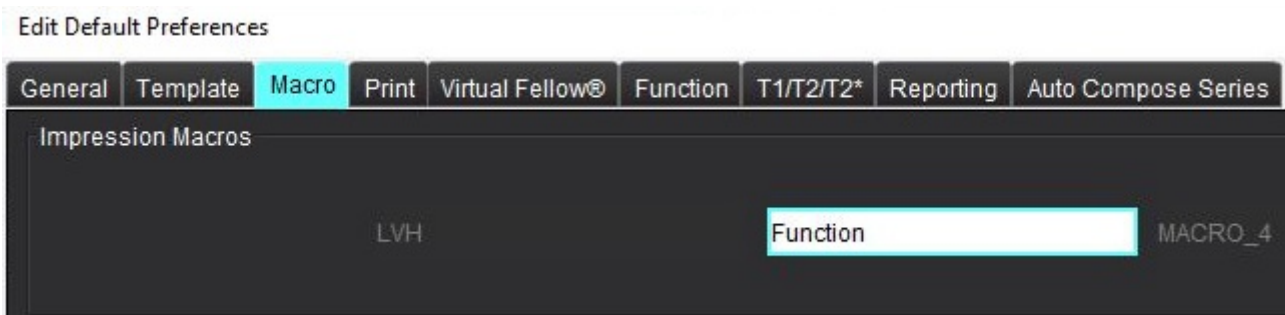 Edit Default Preferences
General Template Macro Print Virtual Fellow® Function T1/T2/T2* Reporting Auto Compose Series
Impression Macros
LVH Function MACRO_4